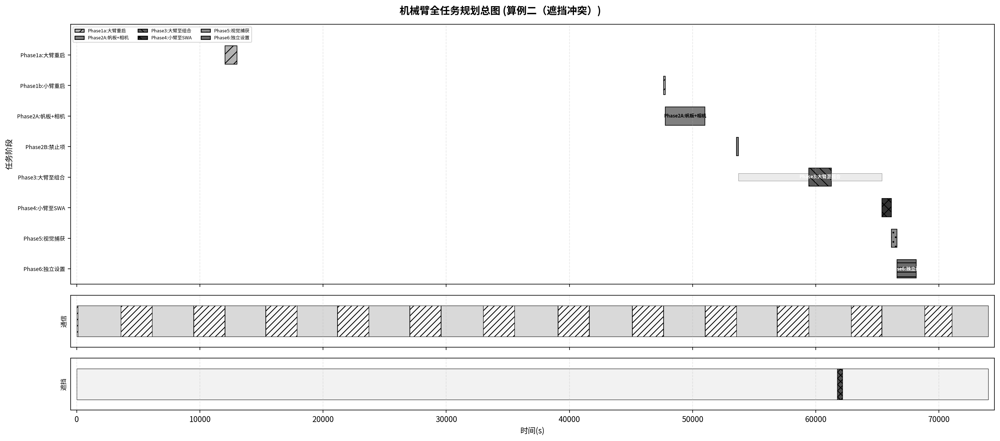 机械臂全任务规划总图 (算例二（遮挡冲突）)
Phase1a:大臂重启 Phase3:大臂至组合 Phase5:视觉捕获
Phase2A:帆板+相机 Phase4:小臂至SWA Phase6:独立设置
任务阶段
Phase1a:大臂重启
Phase1b:小臂重启
Phase2A:帆板+相机
Phase2A:帆板+相机
Phase2B:禁止项
Phase3:大臂至组合
Phase3:大臂至组合
Phase4:小臂至SWA
Phase5:视觉捕获
Phase6:独立设置
se6:独立
通信
遮挡
0 10000 20000 30000 40000 50000 60000 70000
时间(s)